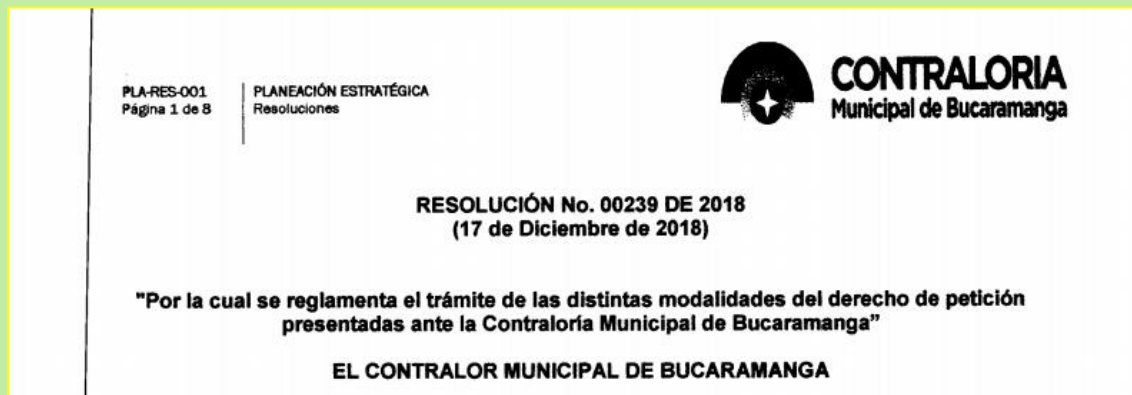 PLA-RES-001
Página 1 de 8
PLANEACIÓN ESTRATÉGICA
Resoluciones
CONTRALORIA
Municipal de Bucaramanga
RESOLUCIÓN No. 00239 DE 2018
(17 de Diciembre de 2018)
"Por la cual se reglamenta el trámite de las distintas modalidades del derecho de petición
presentadas ante la Contraloría Municipal de Bucaramanga”
EL CONTRALOR MUNICIPAL DE BUCARAMANGA